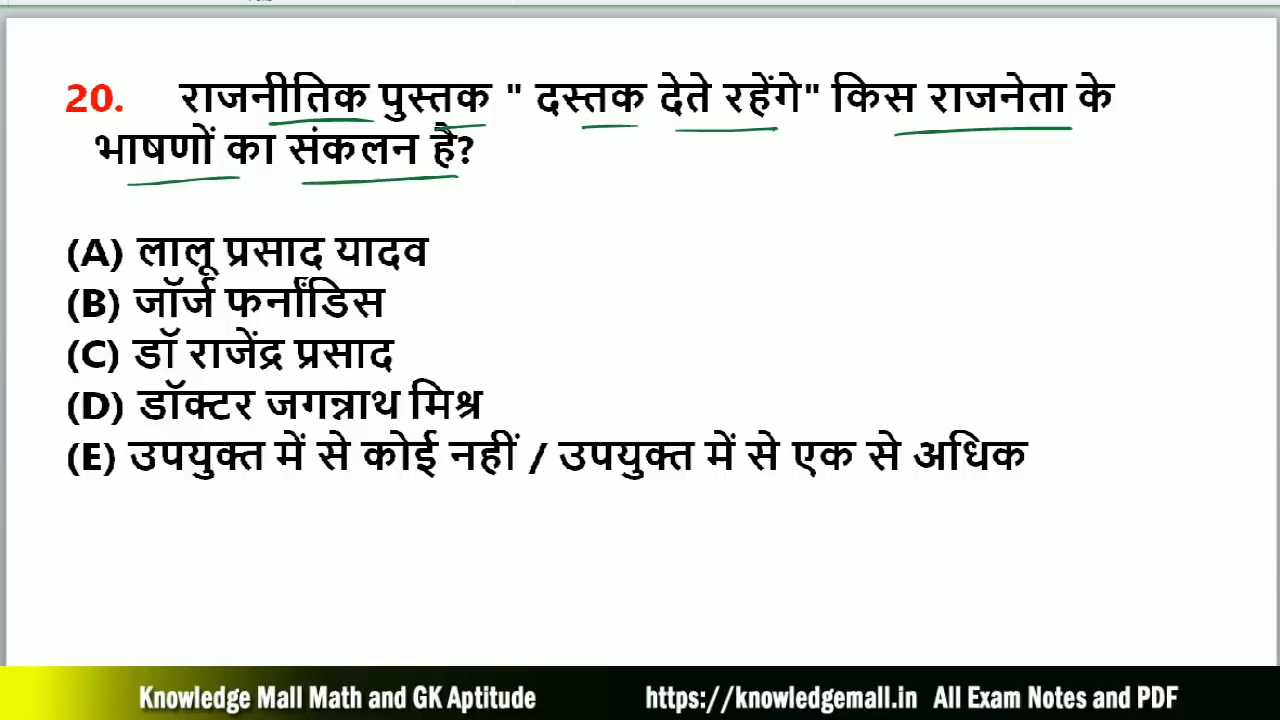 20. राजनीतिक पुस्तक " दस्तक देते रहेंगे" किस राजनेता के
भाषणों का संकलन है?
(A) लालू प्रसाद यादव
(B) जॉर्ज फर्नांडिस
(C) डॉ राजेंद्र प्रसाद
(D) डॉक्टर जगन्नाथ मिश्र
(E) उपयुक्त में से कोई नहीं / उपयुक्त में से एक से अधिक
Knowledge Mall Math and GK Aptitude https://knowledgemall.in All Exam Notes and PDF